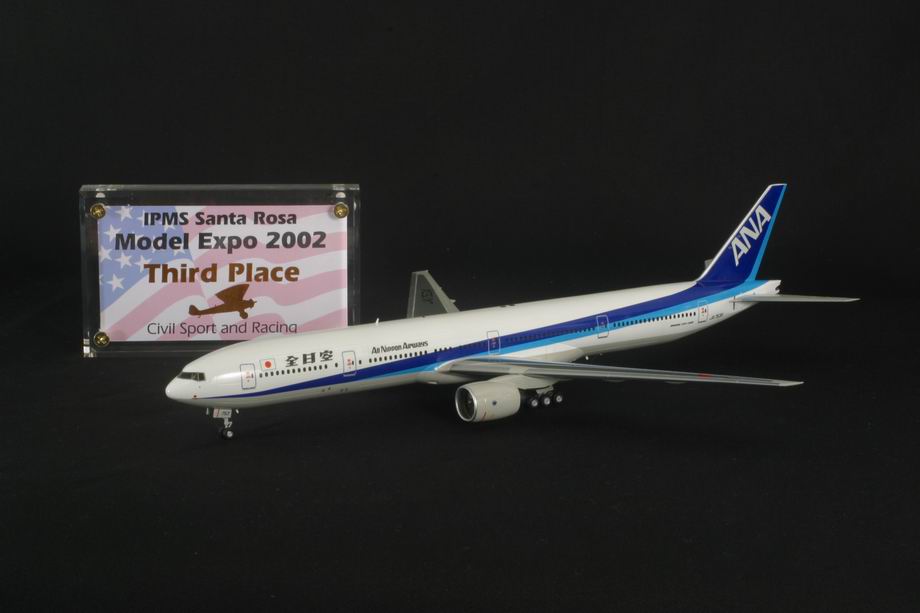 IPMS Santa Rosa
Model Expo 2002
Third Place
Civil Sport and Racing
ANA
全日空
All Nippon Airways